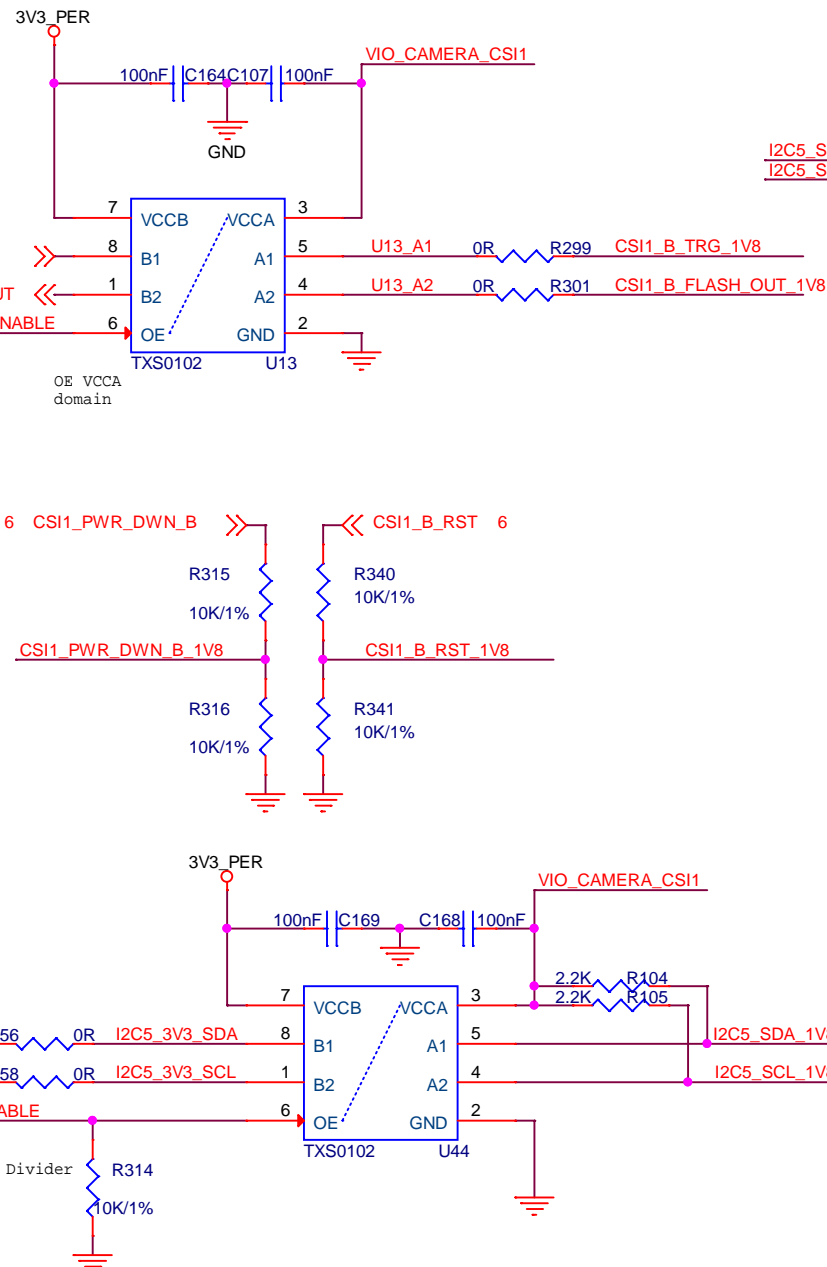 3V3_PER
100nF C164 C107 100nF
VIO_CAMERA_CSI1
GND
I2C5_S
I2C5_S
7 VCCB VCCA 3
8 B1 A1 5 U13_A1 0R R299 CSI1_B_TRG_1V8
UT 1 B2 A2 4 U13_A2 0R R301 CSI1_B_FLASH_OUT_1V8
NABLE 6 OE GND 2
TXS0102 U13
OE VCCA
domain
6 CSI1_PWR_DWN_B CSI1_B_RST 6
R315 R340
10K/1% 10K/1%
CSI1_PWR_DWN_B_1V8 CSI1_B_RST_1V8
R316 R341
10K/1% 10K/1%
3V3_PER
VIO_CAMERA_CSI1
100nF C169 C168 100nF
2.2K R104
2.2K R105
7 VCCB VCCA 3
56 0R I2C5_3V3_SDA 8 B1 A1 5 I2C5_SDA_1V8
58 0R I2C5_3V3_SCL 1 B2 A2 4 I2C5_SCL_1V8
ABLE 6 OE GND 2
TXS0102 U44
Divider R314
10K/1%